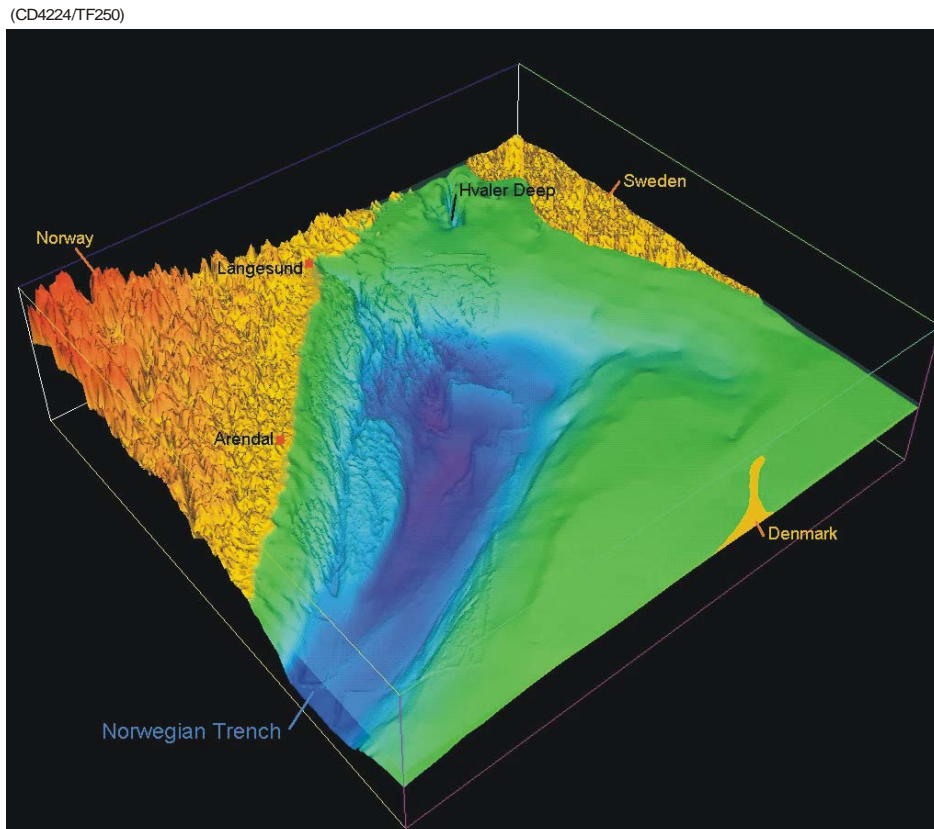 (CD4224/TF250)
Hvaler Deep
Sweden
Norway
Langesund
Arendal
Denmark
Norwegian Trench